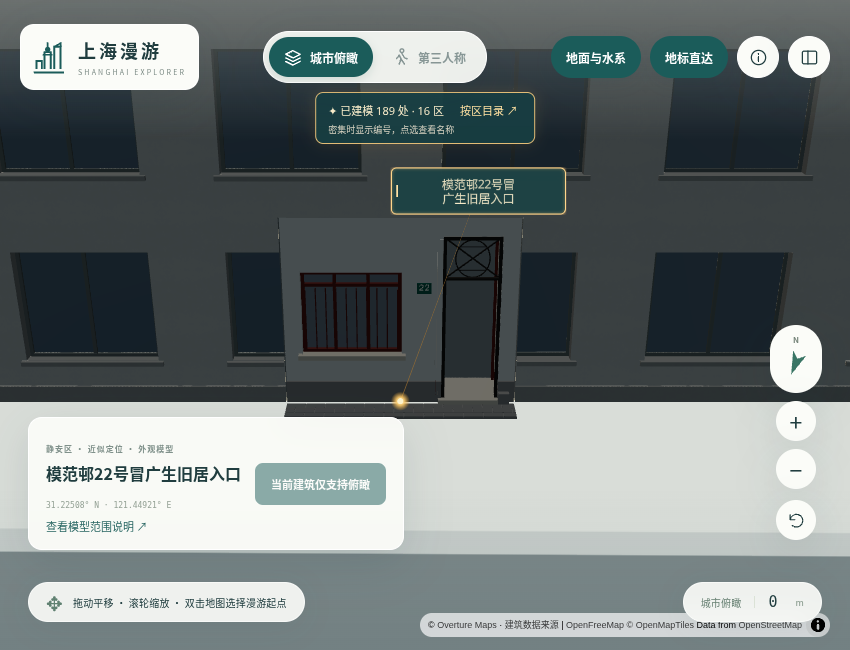 上海漫游
SHANGHAI EXPLORER
城市俯瞰
第三人称
地面与水系
地标直达
✦ 已建模 189 处 · 16 区 按区目录 ↗
密集时显示编号，点选查看名称
模范邨22号冒
广生旧居入口
22
N
静安区 · 近似定位 · 外观模型
模范邨22号冒广生旧居入口
当前建筑仅支持俯瞰
31.22508° N · 121.44921° E
查看模型范围说明 ↗
拖动平移 · 滚轮缩放 · 双击地图选择漫游起点
城市俯瞰 0 m
© Overture Maps · 建筑数据来源 | OpenFreeMap © OpenMapTiles Data from OpenStreetMap